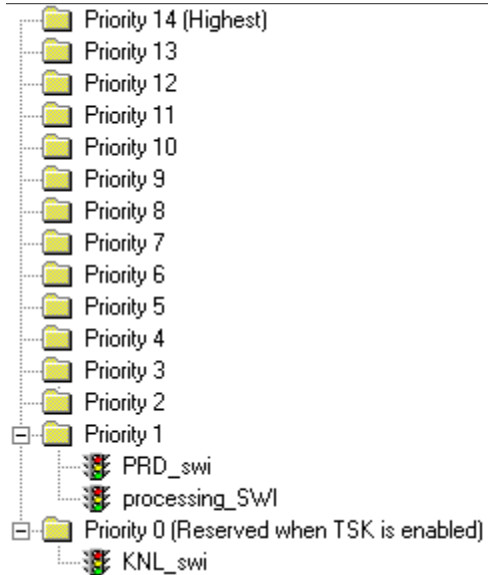 Priority 14 (Highest)
Priority 13
Priority 12
Priority 11
Priority 10
Priority 9
Priority 8
Priority 7
Priority 6
Priority 5
Priority 4
Priority 3
Priority 2
Priority 1
PRD_swi
processing_SWI
Priority 0 (Reserved when TSK is enabled)
KNL_swi